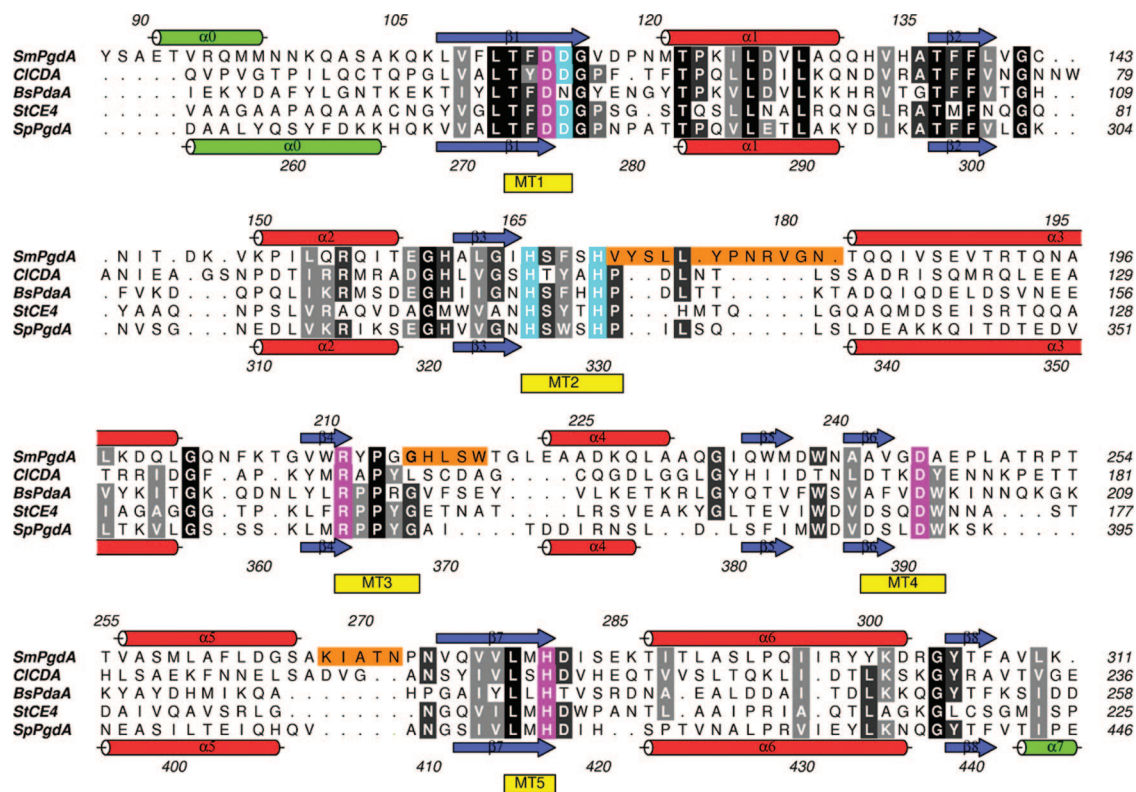 90 105 121 135
α0 β1 α1 β2
SmPgdA YSAETVRQMMNNKQASAKQKLVFLTFDDGVDPNMTPKILDVLAQQHVHATFFLVGC.. 143
ClCDA .....QVPVGTPILQCTQPGLVALTYDDGPF.TFTPQLLDILKQNDVRATFFVNGNNW 79
BsPdaA .....IEKYDAFYLGNTKEKTIYLTFDNGYENGYTPKVLDVLKKHRVTGTFFVTGH.. 109
StCE4 .....VAAGAAPAQAAACNGYVGLTFDDGPSG.STQSLLNALRQNGLRATMFNQGQ.. 81
SpPgdA .....DAALYQSYFDKKHQKVVALTFDDGPNPATTPQVLETLAKYDIKATFFVLGK.. 304
α0 β1 α1 β2
260 270 280 290 300
MT1
150 165 180 195
α2 β3 α3
SmPgdA .NIT.DK.VKPILQRQITEGHALGIHSFSHVYSLL.YPNRVGN.TQQIVSEVTRTQNA 196
ClCDA ANIEA.GSNPDTIRRMRADGHLVGSHTYAHP..DLNT.....LSSADRISQMRQLEEA 129
BsPdaA .FVKD...QPQLIKRMSDEGHIIGNHSFHHP..DLTT.....KTADQIQDELDSVNEE 156
StCE4 .YAAQ...NPSLVRAQVDAGMWVANHSYTHP..HMTQ.....LGQAQMDSEISRTQQA 128
SpPgdA .NVSG...NEDLVKRIKSEGHVVGNHSWSHP..ILSQ.....LSLDEAKKQITDTEDV 351
α2 β3 α3
310 320 330 340 350
MT2
210 225 240
β4 α4 β5 β6
SmPgdA LKDQLGQNFKTGVWRYPGGHLSWTGLEAADKQLAAQGIQWMDWNAAVGDAEPLATRPT 254
ClCDA TRRIDGF.AP.KYMRAPYLSCDAG...CQGDLGGLGYHIIDTNLDTKDYENNKPETT 181
BsPdaA VYKITGK.QDNLYLRPPRGVFSEY...VLKETKRLGYQTVFWSVAFVDWKINNQKGK 209
StCE4 IAGAGGG.TP.KLFRPPYGETNAT...LRSVEAKYGLTEVIWDVDSQDWNNA....ST 177
SpPgdA LTKVLGS.SS.KLMRPPYGAI...TDDIRNSL.DLSFIMWDVDSLDWKSK..... 395
β4 α4 β5 β6
360 370 380 390
MT3 MT4
255 270 285 300
α5 β7 α6 β8
SmPgdA TVASMLAFLDGSAKIATNPNVQVVLMHDISEKTITLASLPQIIRYYKDRGYTFAVLK. 311
ClCDA HLSAEKFNNELSADVG..ANSYIVLSHDVHEQTVVSLTQKLI.DTLKSKGYRAVTVGE 236
BsPdaA KYAYDHMIKQA.......HPGAIYLLHTVSRDNA.EALDDAI.TDLKKQGYTFKSIDD 258
StCE4 DAIVQAVSRLG.......NGQVILMHDWPANTL.AAIPRIA.QTLAGKGLCSGMISP 225
SpPgdA NEASILTEIQHQV.....ANGSIVLMHDIH..SPTVNALPRVIEYLKNQGYTFVTIPE 446
α5 β7 α6 β8 α7
400 410 420 430 440
MT5